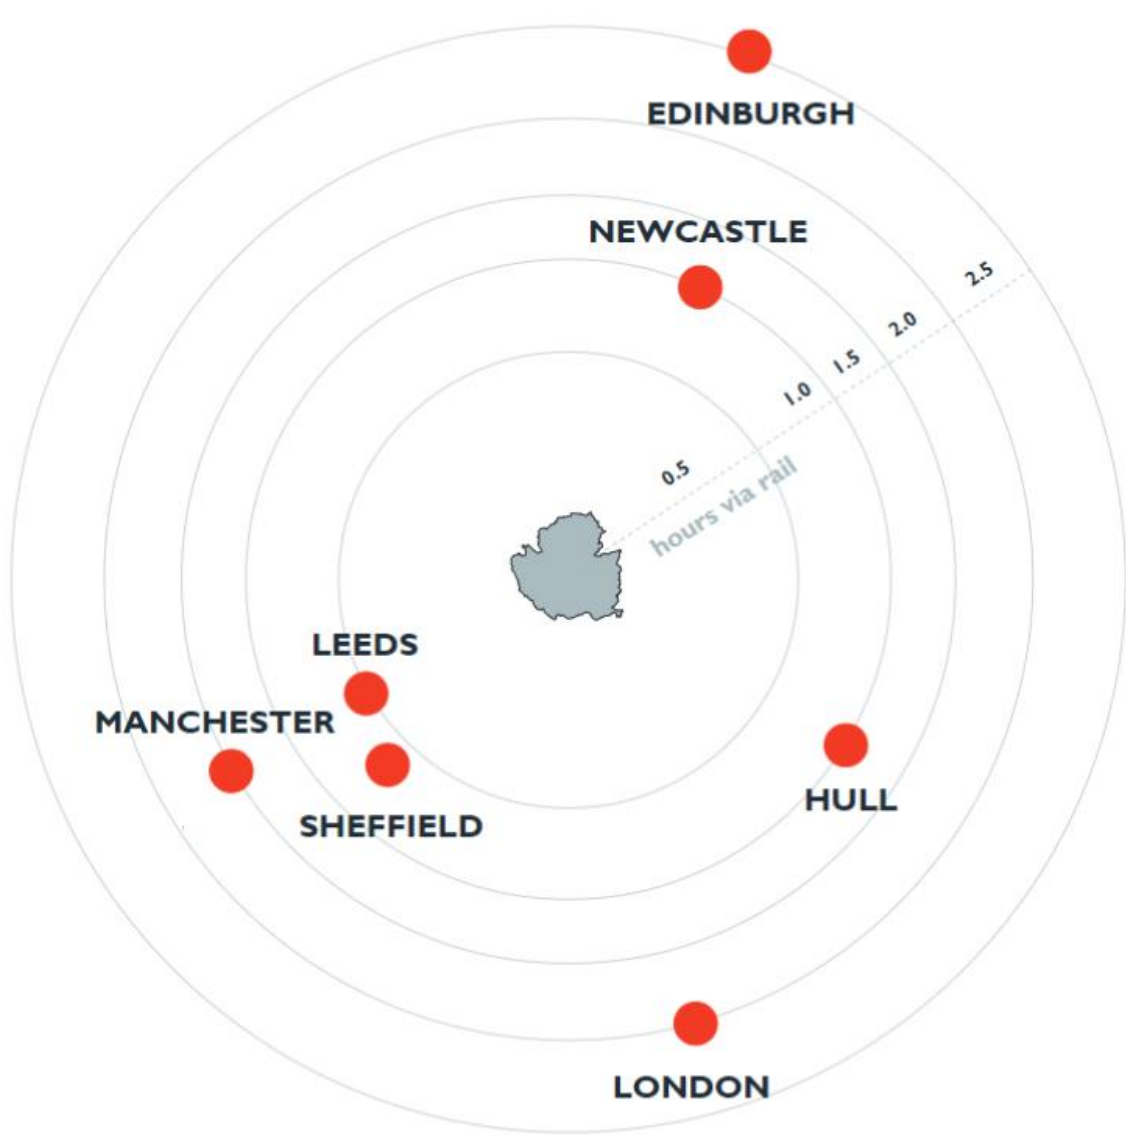 EDINBURGH
NEWCASTLE
2.5
2.0
1.5
1.0
0.5
hours via rail
LEEDS
MANCHESTER
SHEFFIELD
HULL
LONDON